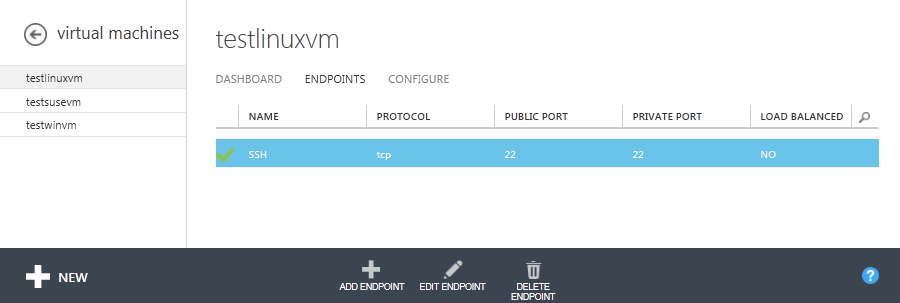 virtual machines
testlinuxvm
testsusevm
testwinvm
testlinuxvm
DASHBOARD ENDPOINTS CONFIGURE
NAME PROTOCOL PUBLIC PORT PRIVATE PORT LOAD BALANCED
SSH tcp 22 22 NO
NEW
ADD ENDPOINT
EDIT ENDPOINT
DELETE
ENDPOINT
?